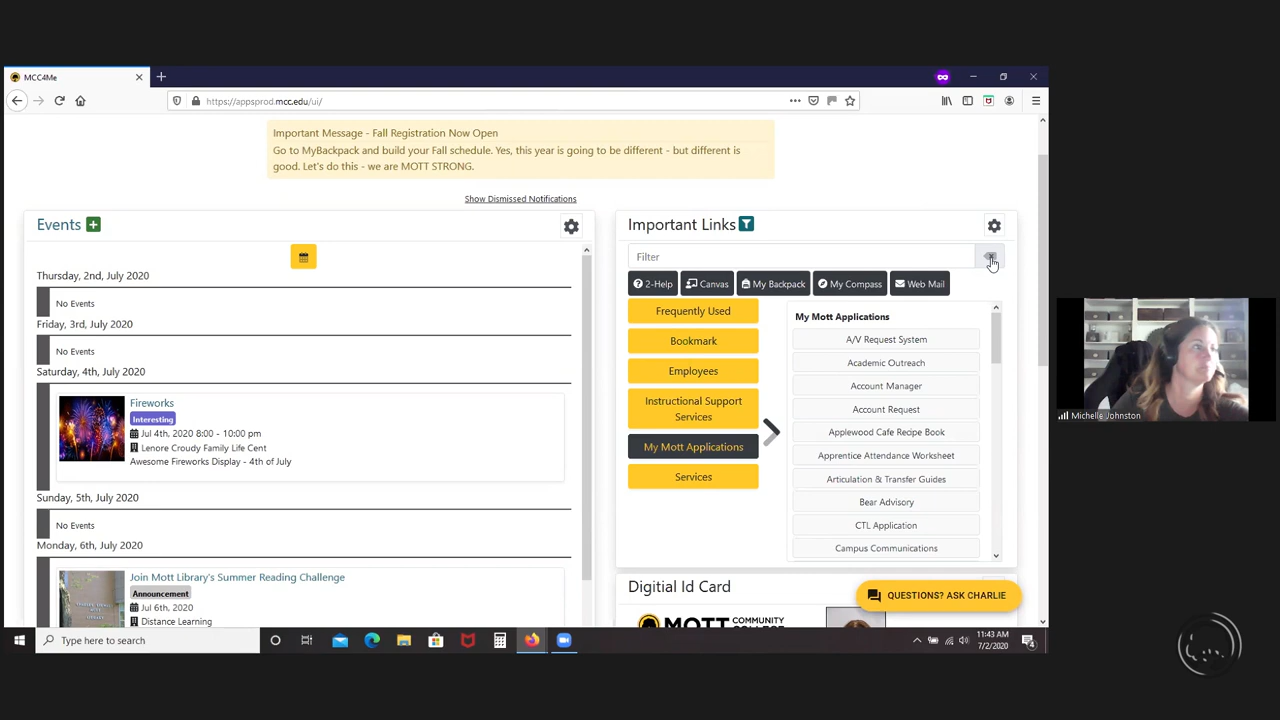 MCC4Me
https://appsprod.mcc.edu/ui/
Important Message - Fall Registration Now Open
Go to MyBackpack and build your Fall schedule. Yes, this year is going to be different - but different is
good. Let's do this - we are MOTT STRONG.
Show Dismissed Notifications
Events
Thursday, 2nd, July 2020
No Events
Friday, 3rd, July 2020
No Events
Saturday, 4th, July 2020
Fireworks
Interesting
Jul 4th, 2020 8:00 - 10:00 pm
Lenore Croudy Family Life Cent
Awesome Fireworks Display - 4th of July
Sunday, 5th, July 2020
No Events
Monday, 6th, July 2020
Join Mott Library's Summer Reading Challenge
Announcement
Jul 6th, 2020
Distance Learning
Important Links
Filter
2-Help
Canvas
My Backpack
My Compass
Web Mail
Frequently Used
Bookmark
Employees
Instructional Support
Services
My Mott Applications
Services
My Mott Applications
A/V Request System
Academic Outreach
Account Manager
Account Request
Applewood Cafe Recipe Book
Apprentice Attendance Worksheet
Articulation & Transfer Guides
Bear Advisory
CTL Application
Campus Communications
Digitial Id Card
MOTT COMMUNITY
QUESTIONS? ASK CHARLIE
Michelle Johnston
Type here to search
11:43 AM
7/2/2020
4